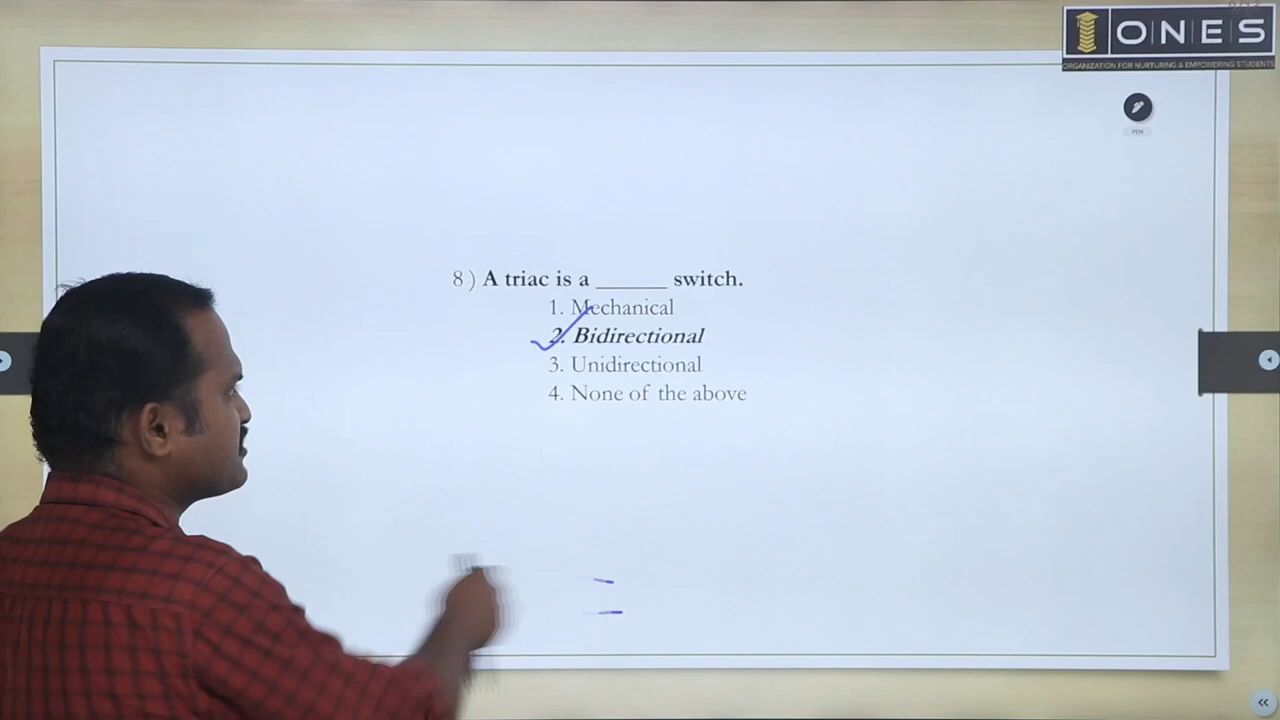 ONES
ORGANIZATION FOR NURTURING & EMPOWERING STUDENTS
PEN
8 ) A triac is a ______ switch.
1. Mechanical
2. Bidirectional
3. Unidirectional
4. None of the above